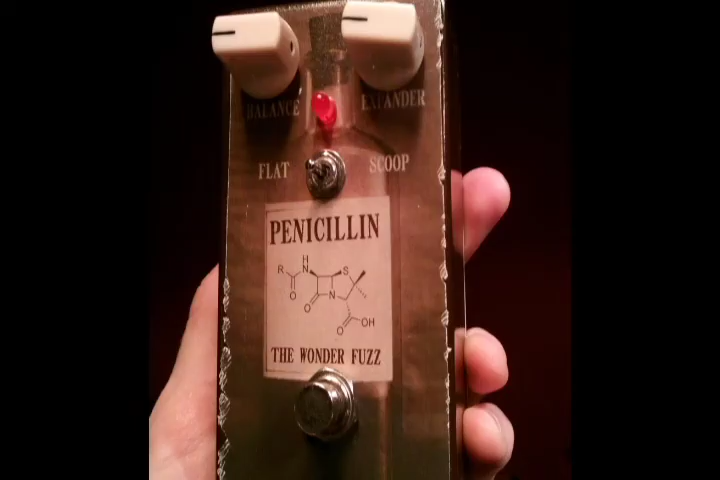 BALANCE EXPANDER
FLAT SCOOP
PENICILLIN
R
H
N
S
O
O
N
OH
O
THE WONDER FUZZ